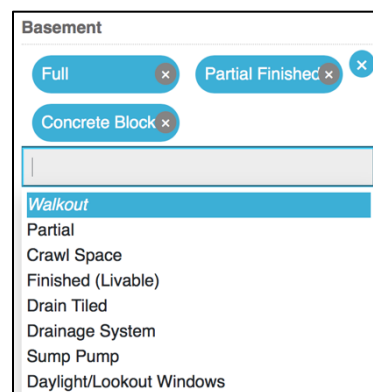 Basement
Full × Partial Finished × ×
Concrete Block ×
Walkout
Partial
Crawl Space
Finished (Livable)
Drain Tiled
Drainage System
Sump Pump
Daylight/Lookout Windows